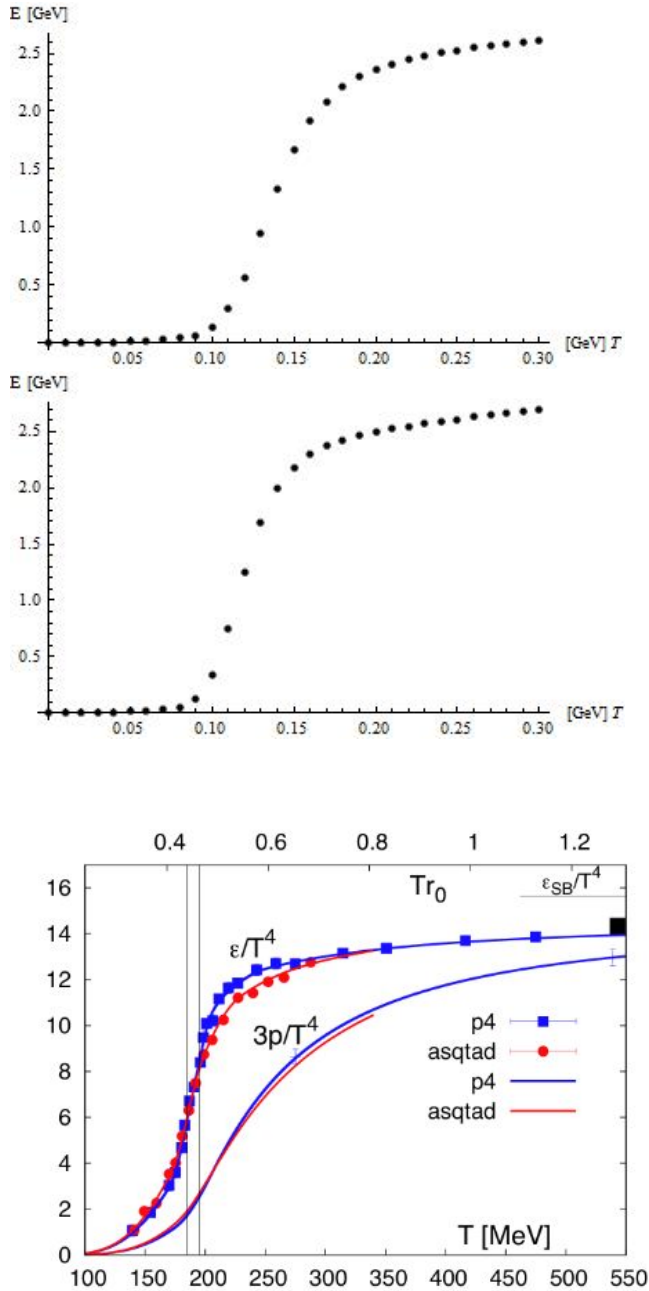 E [GeV]
2.5
2.0
1.5
1.0
0.5
0.05 0.10 0.15 0.20 0.25 0.30
[GeV] T
E [GeV]
2.5
2.0
1.5
1.0
0.5
0.05 0.10 0.15 0.20 0.25 0.30
[GeV] T
0.4 0.6 0.8 1 1.2
Tr₀
ε_SB/T⁴
16
14
12
10
8
6
4
2
0
ε/T⁴
3p/T⁴
p4
asqtad
p4
asqtad
T [MeV]
100 150 200 250 300 350 400 450 500 550